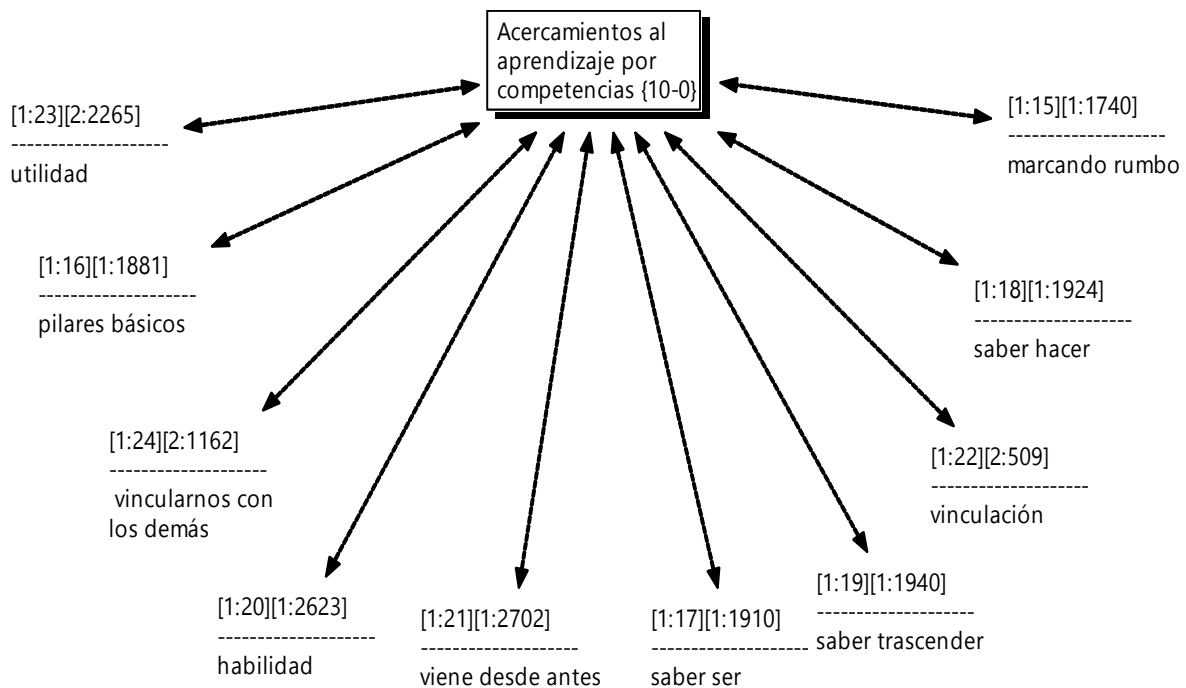 Acercamientos al
aprendizaje por
competencias {10-0}
[1:23][2:2265]
--------------------
utilidad
[1:15][1:1740]
--------------------
marcando rumbo
[1:16][1:1881]
--------------------
pilares básicos
[1:18][1:1924]
--------------------
saber hacer
[1:24][2:1162]
--------------------
vincularnos con
los demás
[1:22][2:509]
--------------------
vinculación
[1:20][1:2623]
--------------------
habilidad
[1:21][1:2702]
--------------------
viene desde antes
[1:17][1:1910]
--------------------
saber ser
[1:19][1:1940]
--------------------
saber trascender